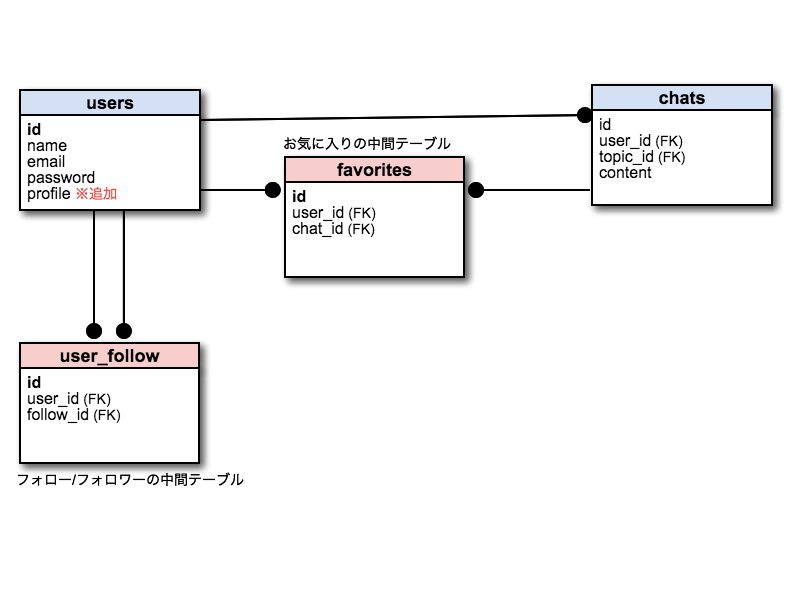 users
id
name
email
password
profile ※追加
お気に入りの中間テーブル
favorites
id
user_id (FK)
chat_id (FK)
chats
id
user_id (FK)
topic_id (FK)
content
user_follow
id
user_id (FK)
follow_id (FK)
フォロー/フォロワーの中間テーブル